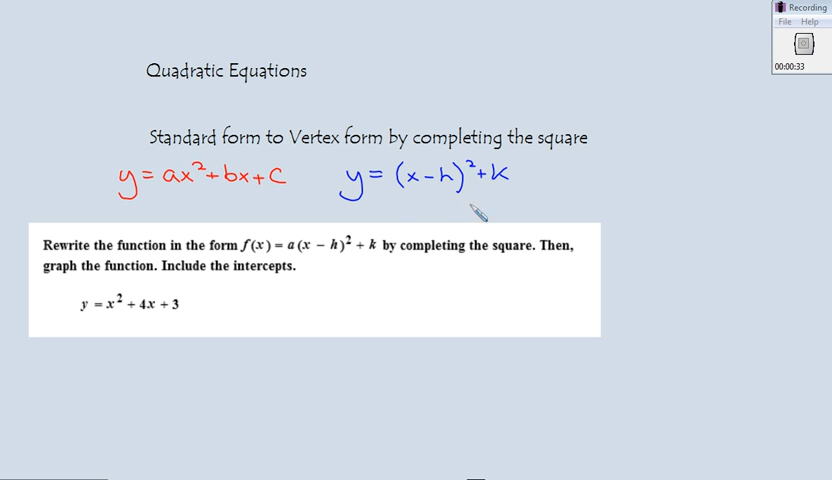 Recording
File Help
00:00:33
Quadratic Equations
Standard form to Vertex form by completing the square
y = ax² + bx + c y = (x - h)² + k
Rewrite the function in the form f(x) = a(x − h)² + k by completing the square. Then,
graph the function. Include the intercepts.
y = x² + 4x + 3